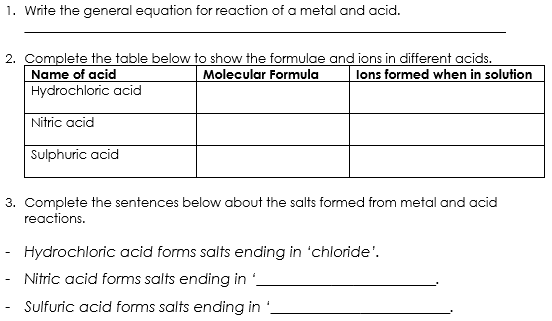 1. Write the general equation for reaction of a metal and acid.
2. Complete the table below to show the formulae and ions in different acids.
Name of acid Molecular Formula Ions formed when in solution
Hydrochloric acid
Nitric acid
Sulphuric acid
3. Complete the sentences below about the salts formed from metal and acid
reactions.
- Hydrochloric acid forms salts ending in ‘chloride’.
- Nitric acid forms salts ending in ‘______________________.
- Sulfuric acid forms salts ending in ‘______________________.